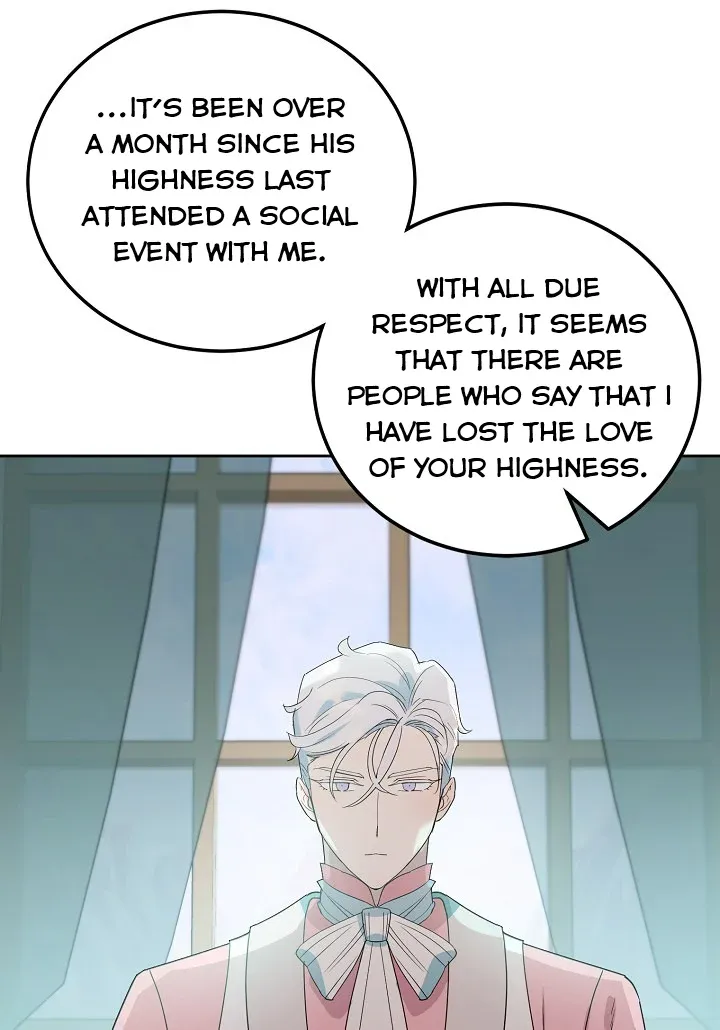 ...IT'S BEEN OVER
A MONTH SINCE HIS
HIGHNESS LAST
ATTENDED A SOCIAL
EVENT WITH ME.
WITH ALL DUE
RESPECT, IT SEEMS
THAT THERE ARE
PEOPLE WHO SAY THAT I
HAVE LOST THE LOVE
OF YOUR HIGHNESS.